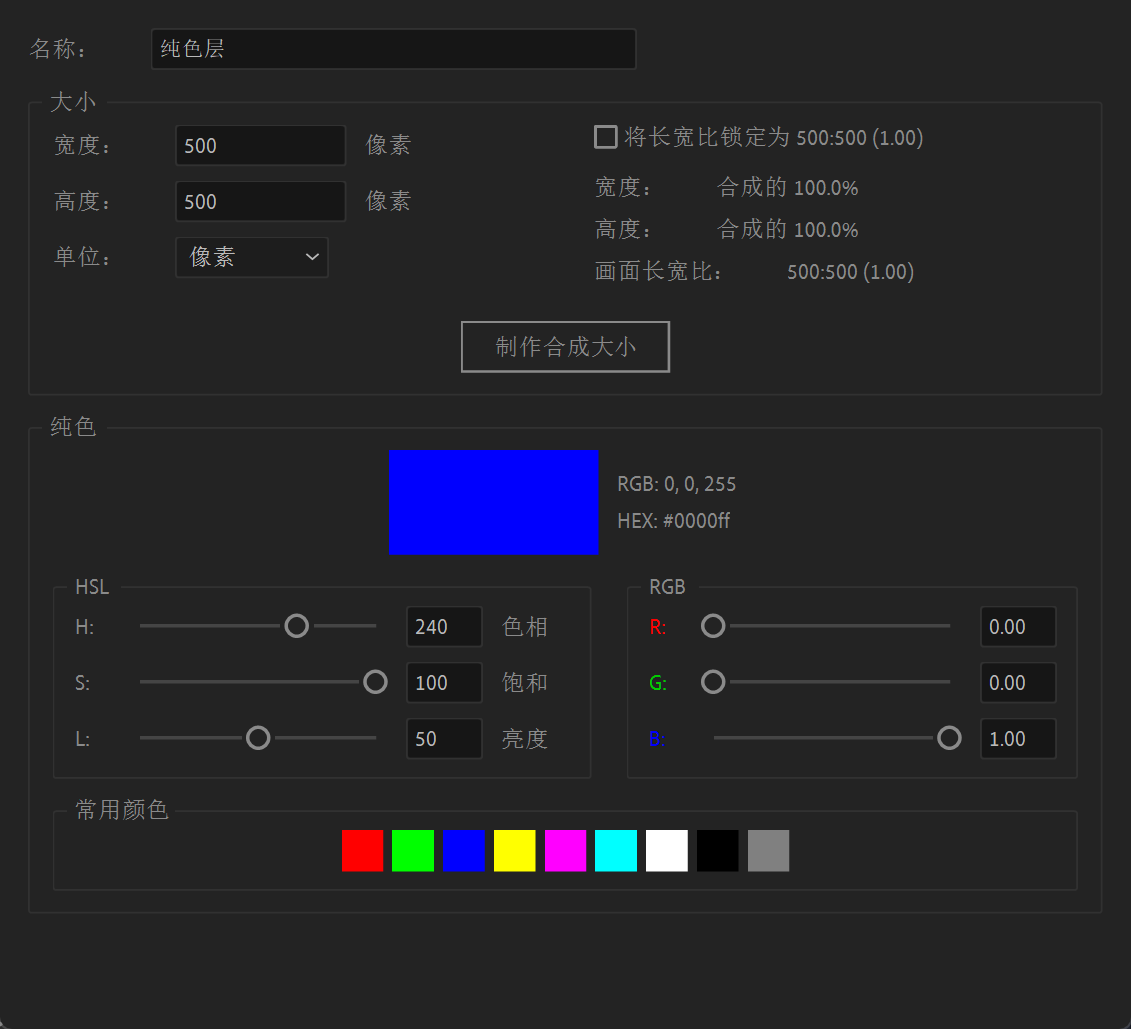 名称： 纯色层
大小
宽度： 500 像素
将长宽比锁定为 500:500 (1.00)
高度： 500 像素
宽度： 合成的 100.0%
高度： 合成的 100.0%
单位： 像素
画面长宽比： 500:500 (1.00)
制作合成大小
纯色
RGB: 0, 0, 255
HEX: #0000ff
HSL
H: 240 色相
S: 100 饱和
L: 50 亮度
RGB
R: 0.00
G: 0.00
B: 1.00
常用颜色